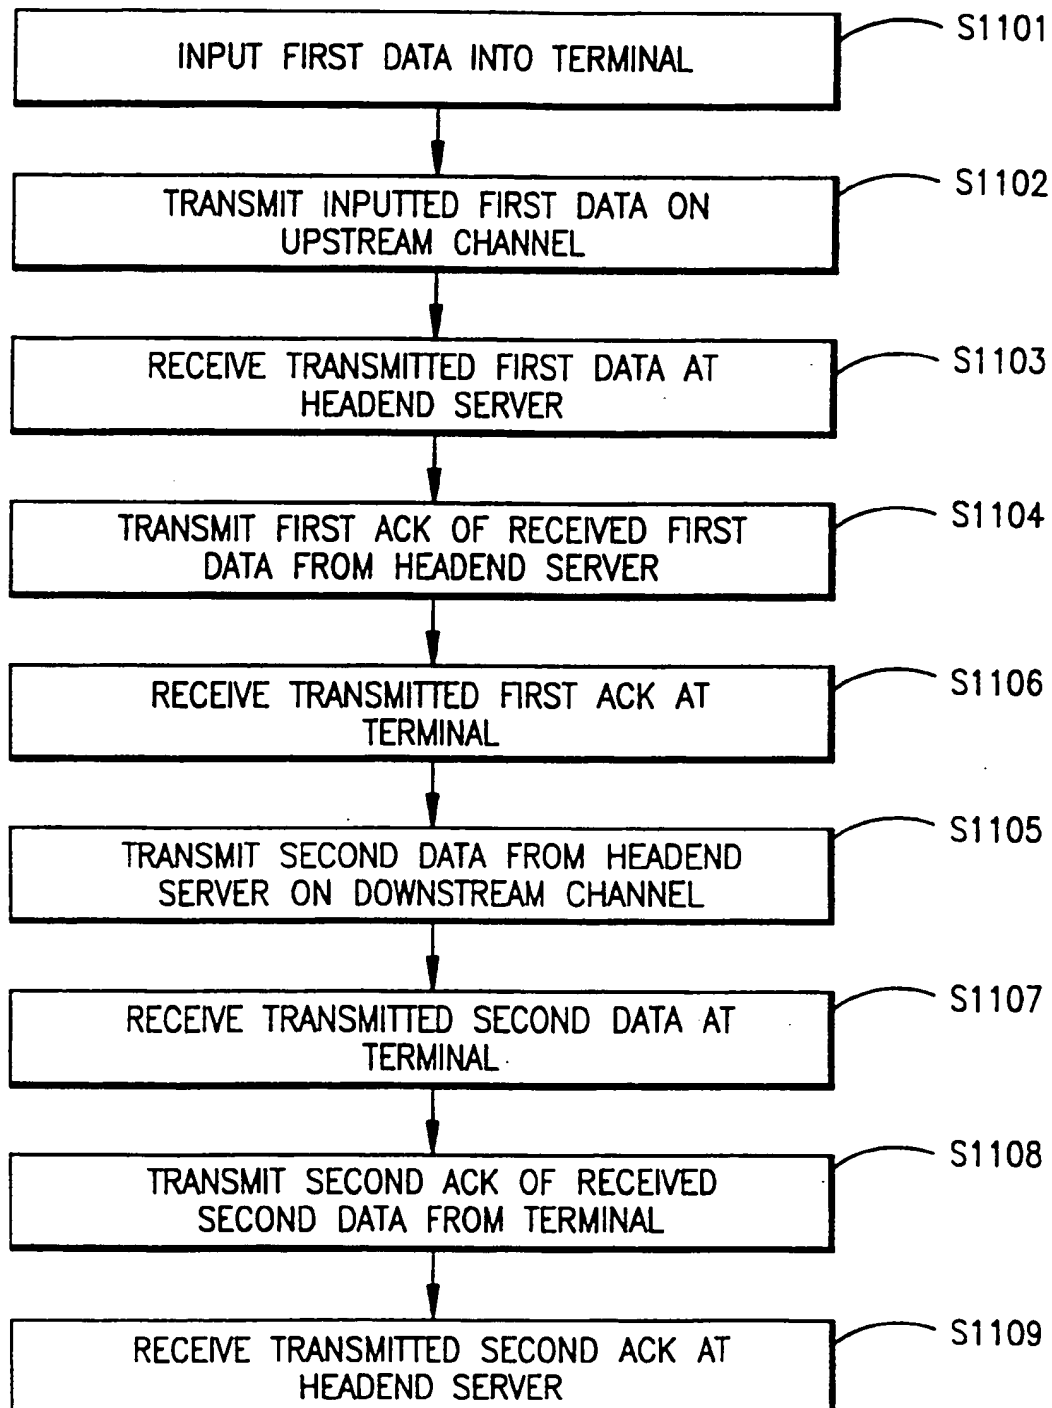 INPUT FIRST DATA INTO TERMINAL
S1101
TRANSMIT INPUTTED FIRST DATA ON
UPSTREAM CHANNEL
S1102
RECEIVE TRANSMITTED FIRST DATA AT
HEADEND SERVER
S1103
TRANSMIT FIRST ACK OF RECEIVED FIRST
DATA FROM HEADEND SERVER
S1104
RECEIVE TRANSMITTED FIRST ACK AT
TERMINAL
S1106
TRANSMIT SECOND DATA FROM HEADEND
SERVER ON DOWNSTREAM CHANNEL
S1105
RECEIVE TRANSMITTED SECOND DATA AT
TERMINAL
S1107
TRANSMIT SECOND ACK OF RECEIVED
SECOND DATA FROM TERMINAL
S1108
RECEIVE TRANSMITTED SECOND ACK AT
HEADEND SERVER
S1109